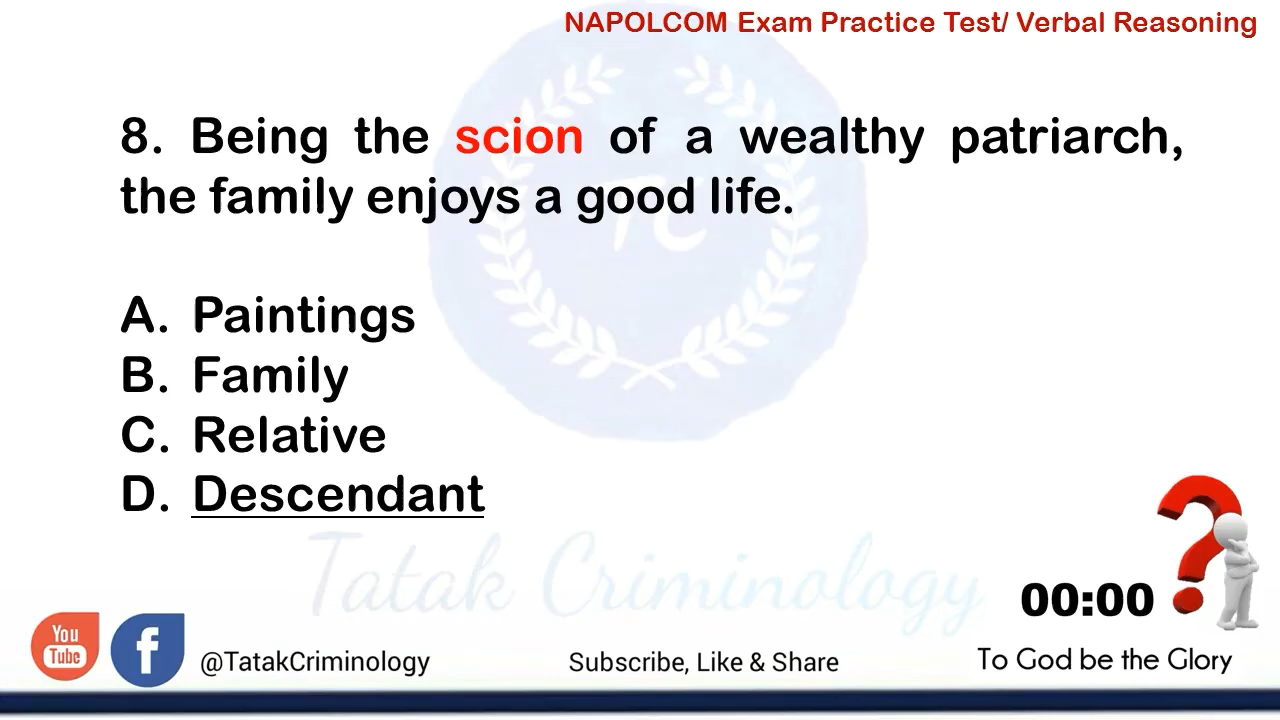 NAPOLCOM Exam Practice Test/ Verbal Reasoning
8. Being the scion of a wealthy patriarch,
the family enjoys a good life.
TC
A. Paintings
B. Family
C. Relative
D. Descendant
Tatak Criminology
00:00
You
Tube
f
@TatakCriminology
Subscribe, Like & Share
To God be the Glory